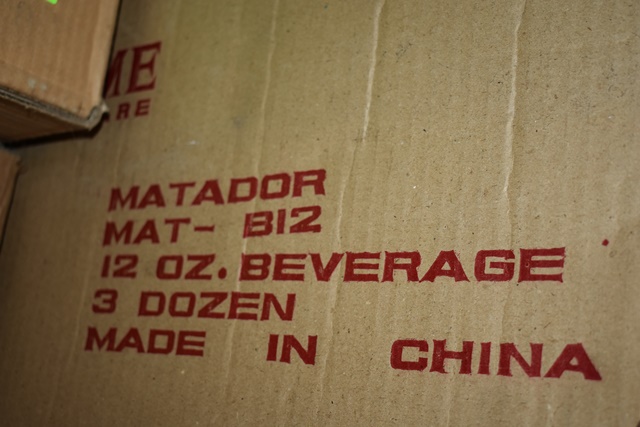 MATADOR
MAT- B12
12 OZ. BEVERAGE
3 DOZEN
MADE IN CHINA